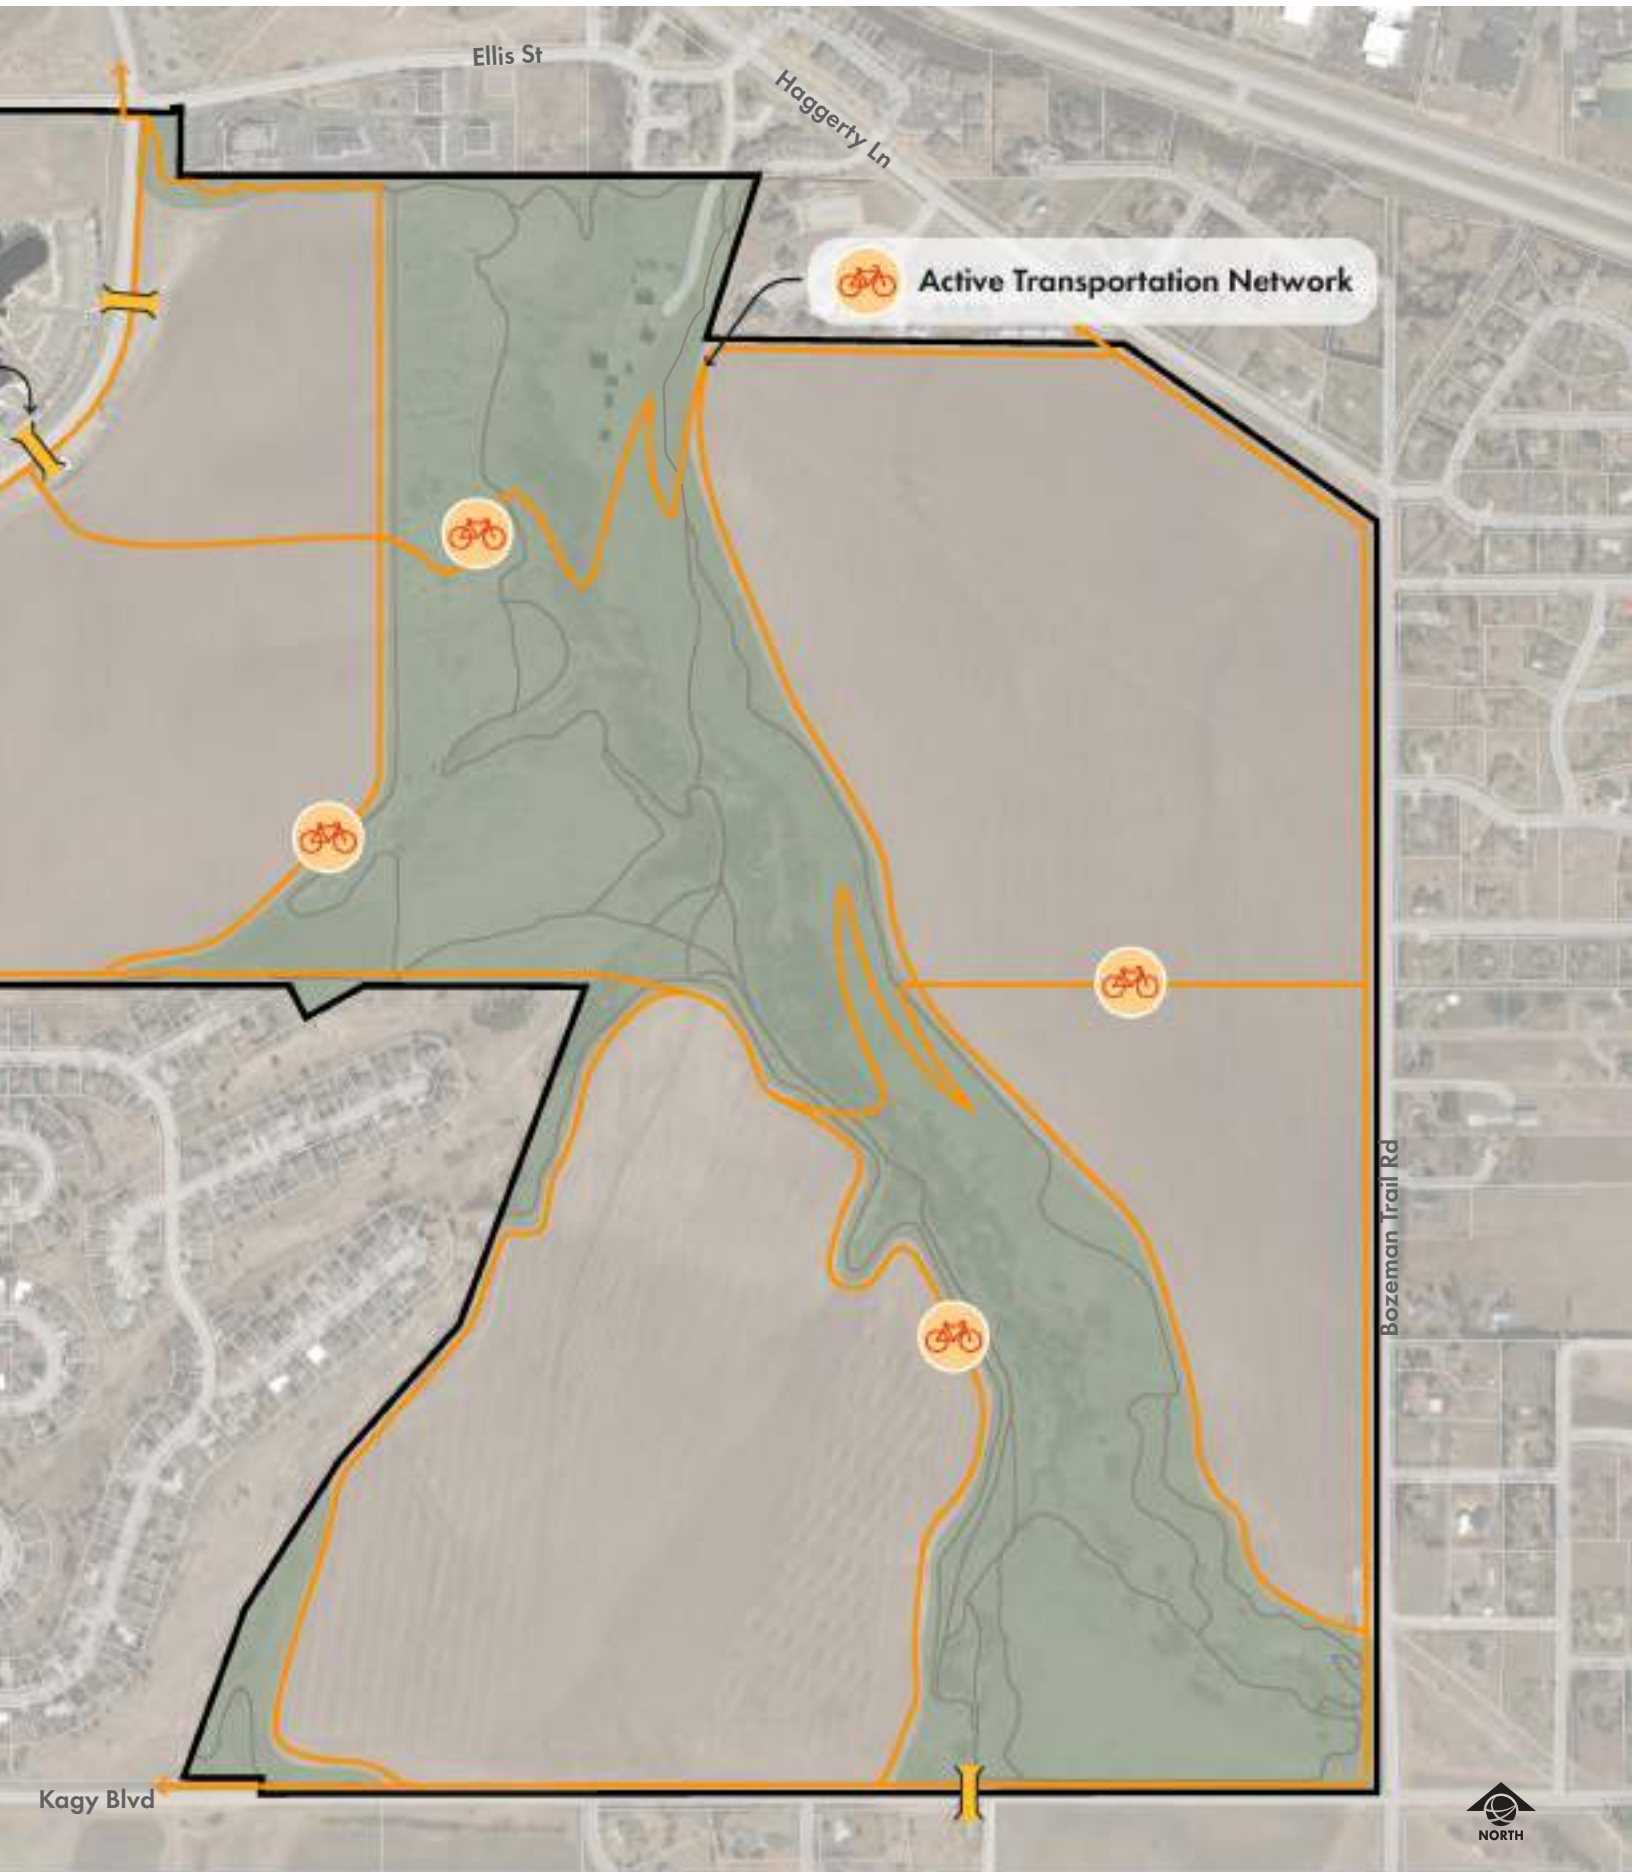 Ellis St
Haggerty Ln
Active Transportation Network
Bozeman Trail Rd
Kagy Blvd
NORTH